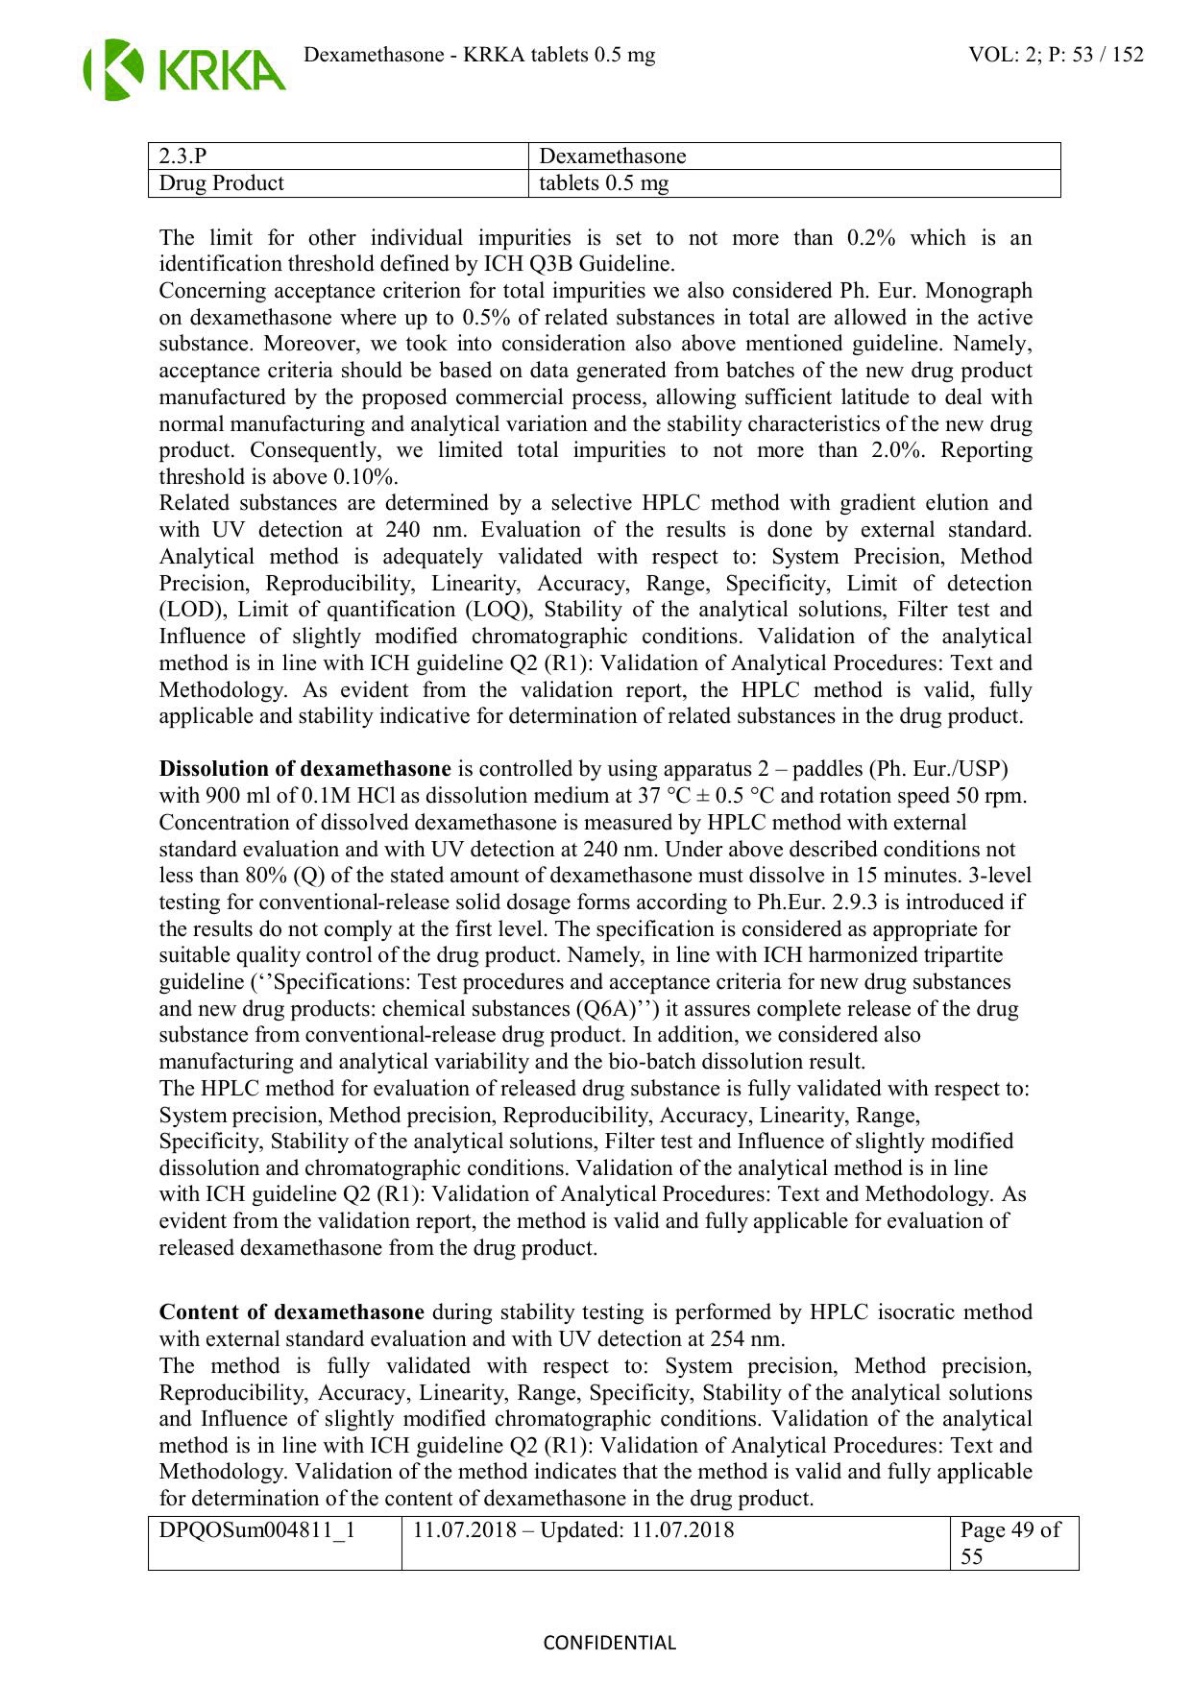 KRKA Dexamethasone - KRKA tablets 0.5 mg VOL: 2; P: 53 / 152
2.3.P Dexamethasone
Drug Product tablets 0.5 mg
The limit for other individual impurities is set to not more than 0.2% which is an
identification threshold defined by ICH Q3B Guideline.
Concerning acceptance criterion for total impurities we also considered Ph. Eur. Monograph
on dexamethasone where up to 0.5% of related substances in total are allowed in the active
substance. Moreover, we took into consideration also above mentioned guideline. Namely,
acceptance criteria should be based on data generated from batches of the new drug product
manufactured by the proposed commercial process, allowing sufficient latitude to deal with
normal manufacturing and analytical variation and the stability characteristics of the new drug
product. Consequently, we limited total impurities to not more than 2.0%. Reporting
threshold is above 0.10%.
Related substances are determined by a selective HPLC method with gradient elution and
with UV detection at 240 nm. Evaluation of the results is done by external standard.
Analytical method is adequately validated with respect to: System Precision, Method
Precision, Reproducibility, Linearity, Accuracy, Range, Specificity, Limit of detection
(LOD), Limit of quantification (LOQ), Stability of the analytical solutions, Filter test and
Influence of slightly modified chromatographic conditions. Validation of the analytical
method is in line with ICH guideline Q2 (R1): Validation of Analytical Procedures: Text and
Methodology. As evident from the validation report, the HPLC method is valid, fully
applicable and stability indicative for determination of related substances in the drug product.
Dissolution of dexamethasone is controlled by using apparatus 2 – paddles (Ph. Eur./USP)
with 900 ml of 0.1M HCl as dissolution medium at 37 °C ± 0.5 °C and rotation speed 50 rpm.
Concentration of dissolved dexamethasone is measured by HPLC method with external
standard evaluation and with UV detection at 240 nm. Under above described conditions not
less than 80% (Q) of the stated amount of dexamethasone must dissolve in 15 minutes. 3-level
testing for conventional-release solid dosage forms according to Ph.Eur. 2.9.3 is introduced if
the results do not comply at the first level. The specification is considered as appropriate for
suitable quality control of the drug product. Namely, in line with ICH harmonized tripartite
guideline (‘’Specifications: Test procedures and acceptance criteria for new drug substances
and new drug products: chemical substances (Q6A)’’) it assures complete release of the drug
substance from conventional-release drug product. In addition, we considered also
manufacturing and analytical variability and the bio-batch dissolution result.
The HPLC method for evaluation of released drug substance is fully validated with respect to:
System precision, Method precision, Reproducibility, Accuracy, Linearity, Range,
Specificity, Stability of the analytical solutions, Filter test and Influence of slightly modified
dissolution and chromatographic conditions. Validation of the analytical method is in line
with ICH guideline Q2 (R1): Validation of Analytical Procedures: Text and Methodology. As
evident from the validation report, the method is valid and fully applicable for evaluation of
released dexamethasone from the drug product.
Content of dexamethasone during stability testing is performed by HPLC isocratic method
with external standard evaluation and with UV detection at 254 nm.
The method is fully validated with respect to: System precision, Method precision,
Reproducibility, Accuracy, Linearity, Range, Specificity, Stability of the analytical solutions
and Influence of slightly modified chromatographic conditions. Validation of the analytical
method is in line with ICH guideline Q2 (R1): Validation of Analytical Procedures: Text and
Methodology. Validation of the method indicates that the method is valid and fully applicable
for determination of the content of dexamethasone in the drug product.
DPQOSum004811_1 11.07.2018 – Updated: 11.07.2018 Page 49 of
55
CONFIDENTIAL